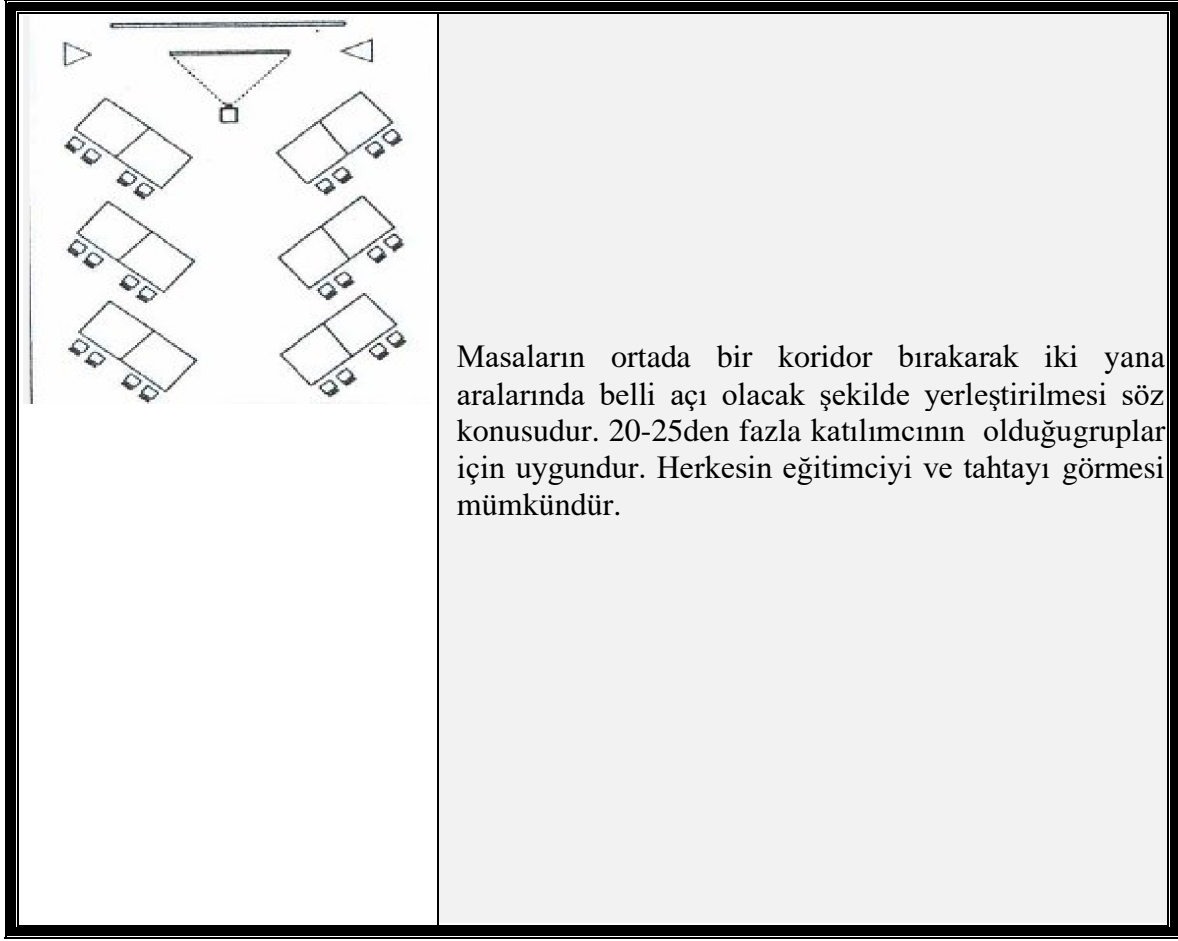 Masaların ortada bir koridor bırakarak iki yana
aralarında belli açı olacak şekilde yerleştirilmesi söz
konusudur. 20-25den fazla katılımcının olduğugruplar
için uygundur. Herkesin eğitimciyi ve tahtayı görmesi
mümkündür.